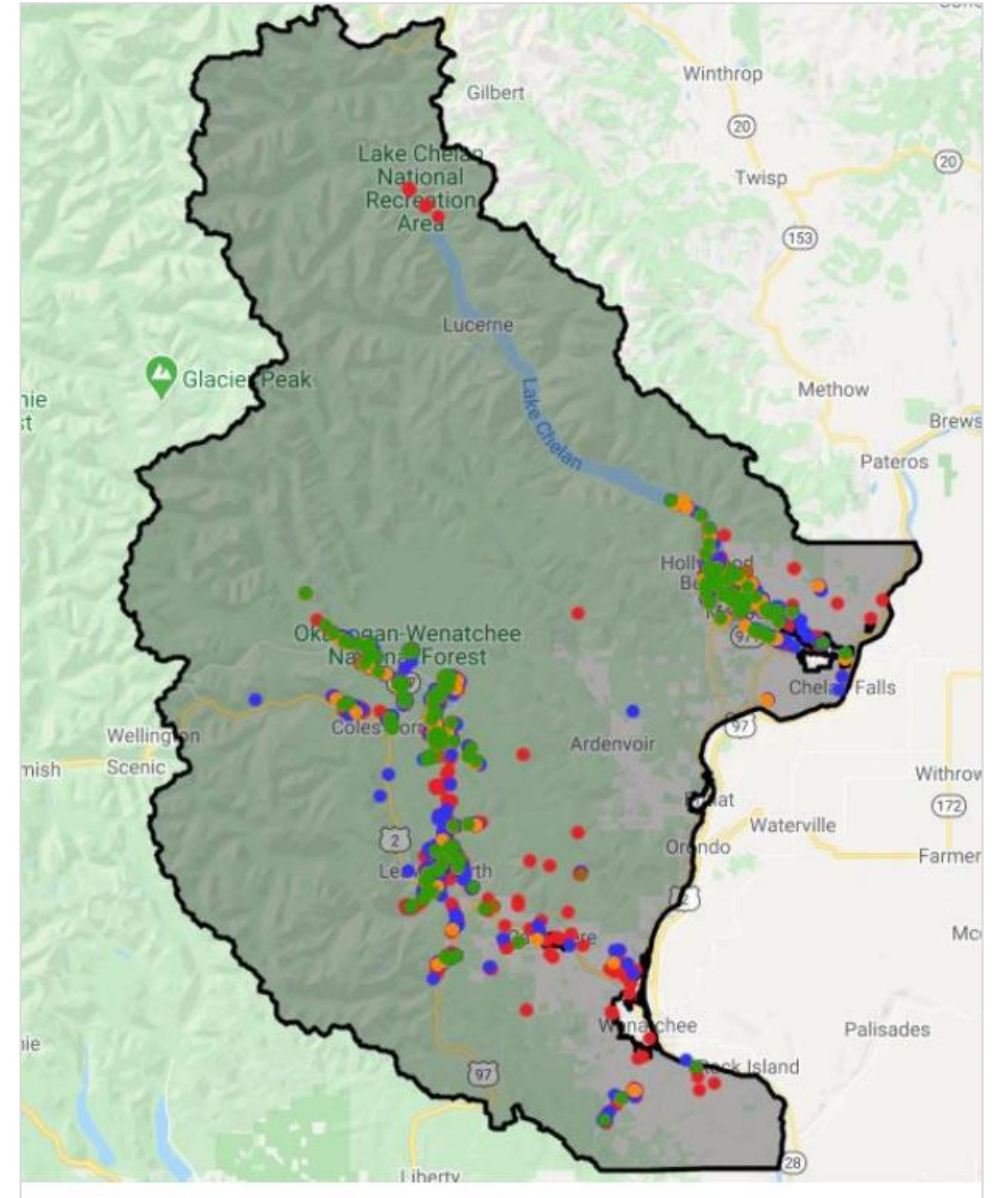 Winthrop
Gilbert
20
20
Lake Chelan
National
Recreation
Area
Twisp
153
Lucerne
Glacier Peak
Methow
Lake Chelan
Brews
Pateros
Okanogan-Wenatchee
National Forest
97
Chelan Falls
Wellington
Ardenvoir
mish
Scenic
Withrow
172
Waterville
2
Orondo
Farmer
Mc
Wenatchee
Palisades
Rock Island
97
28
Liberty